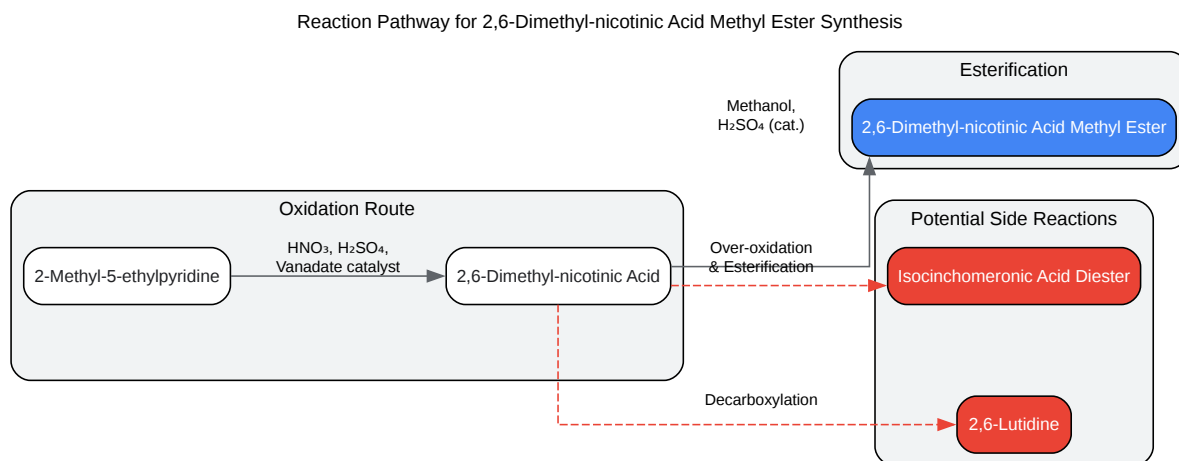 Reaction Pathway for 2,6-Dimethyl-nicotinic Acid Methyl Ester Synthesis
Esterification
Methanol,
H₂SO₄ (cat.)
2,6-Dimethyl-nicotinic Acid Methyl Ester
Oxidation Route
2-Methyl-5-ethylpyridine
HNO₃, H₂SO₄,
Vanadate catalyst
2,6-Dimethyl-nicotinic Acid
Over-oxidation
& Esterification
Potential Side Reactions
Isocinchomeronic Acid Diester
Decarboxylation
2,6-Lutidine